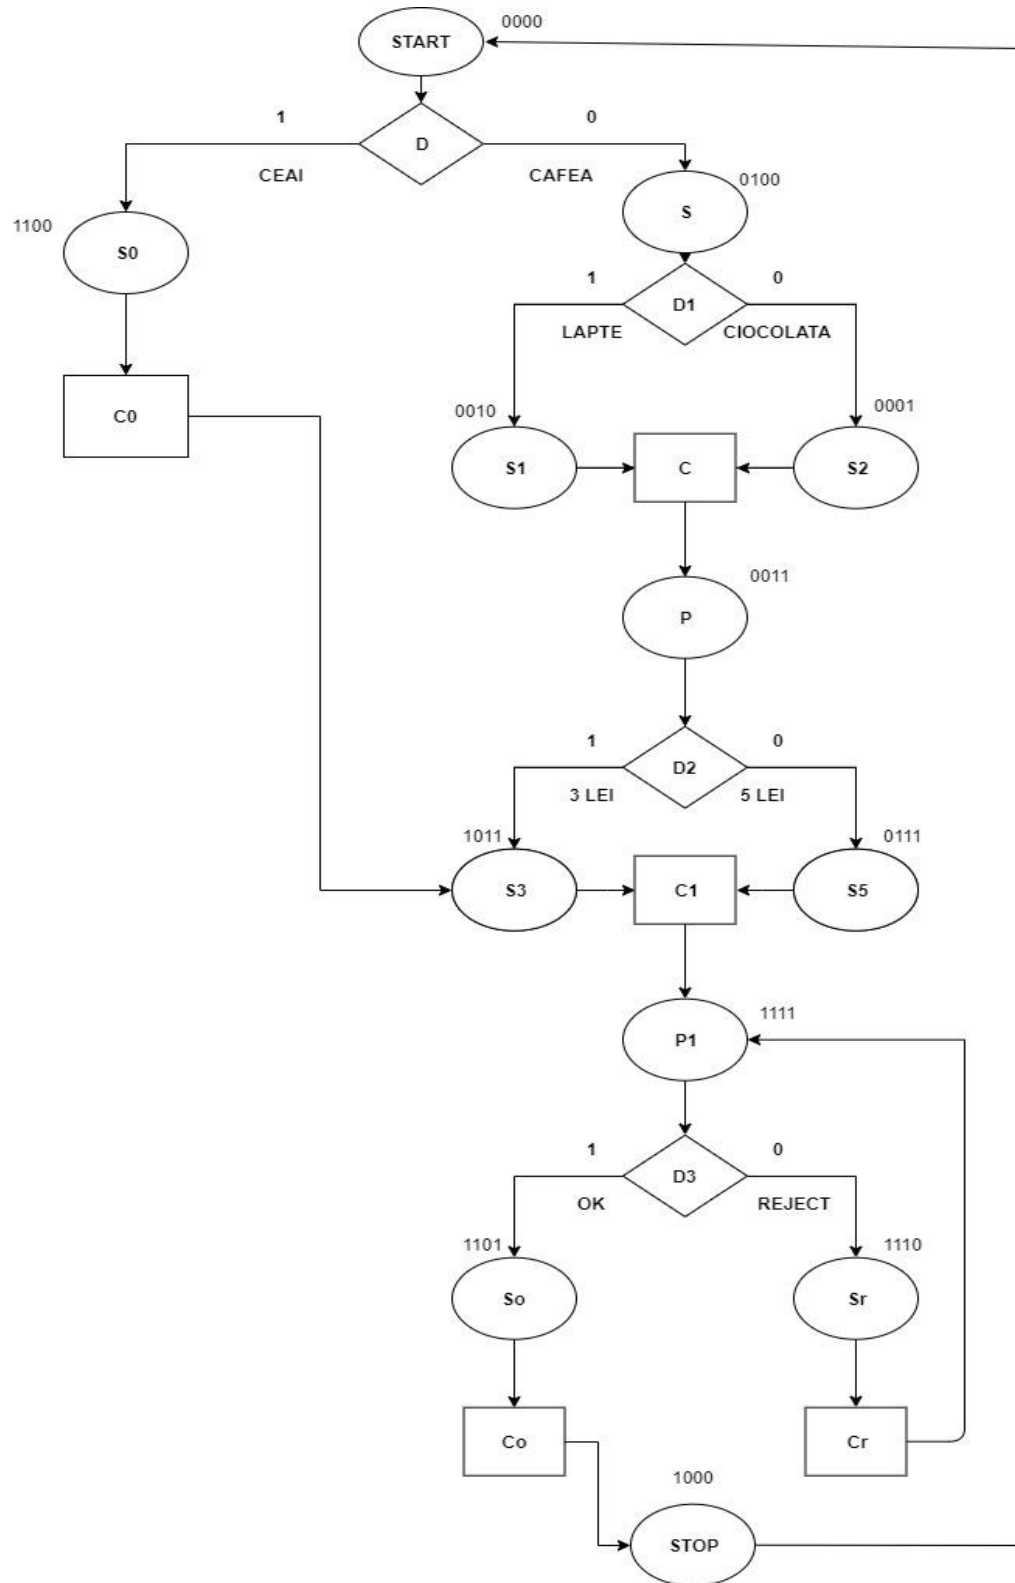 0000
START
1
0
D
CEAI
CAFEA
0100
1100
S
S0
1
0
D1
LAPTE
CIOCOLATA
C0
0010
0001
S1
C
S2
0011
P
1
0
D2
3 LEI
5 LEI
1011
0111
S3
C1
S5
1111
P1
1
0
D3
OK
REJECT
1101
1110
So
Sr
Co
Cr
1000
STOP